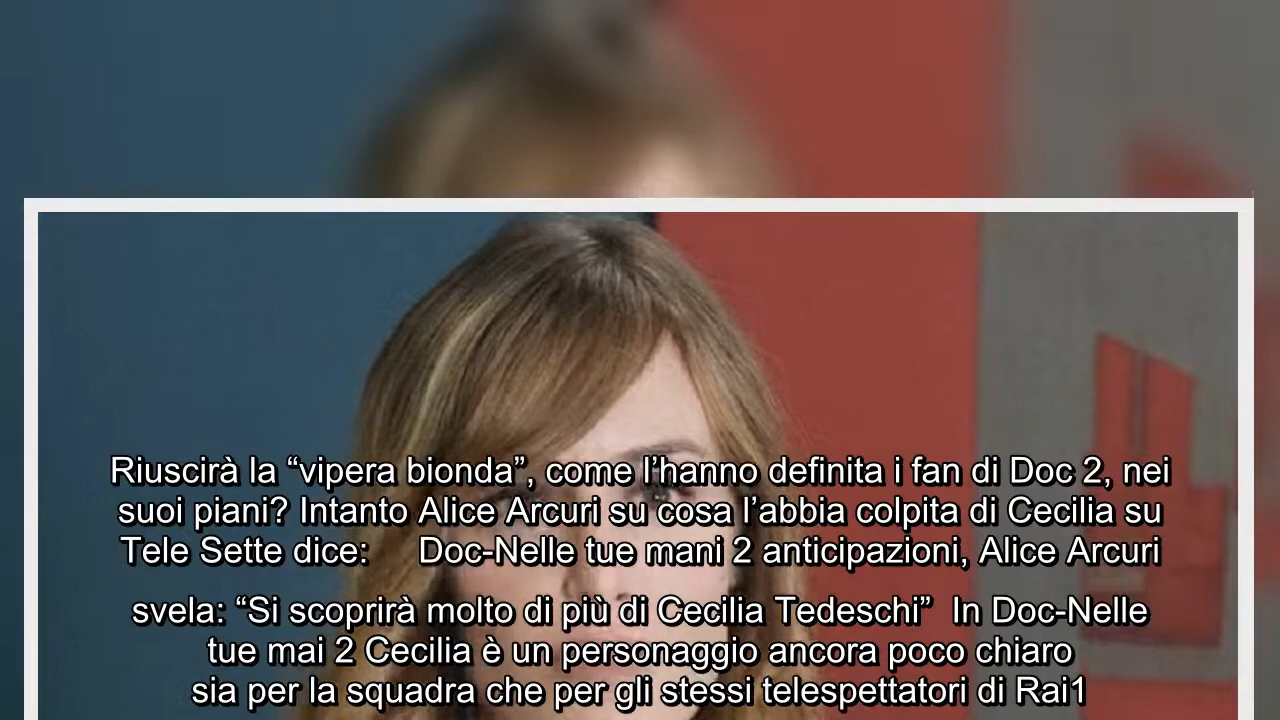 Riuscirà la “vipera bionda”, come l’hanno definita i fan di Doc 2, nei
suoi piani? Intanto Alice Arcuri su cosa l’abbia colpita di Cecilia su
Tele Sette dice: Doc-Nelle tue mani 2 anticipazioni, Alice Arcuri
svela: “Si scoprirà molto di più di Cecilia Tedeschi” In Doc-Nelle
tue mai 2 Cecilia è un personaggio ancora poco chiaro
sia per la squadra che per gli stessi telespettatori di Rai1